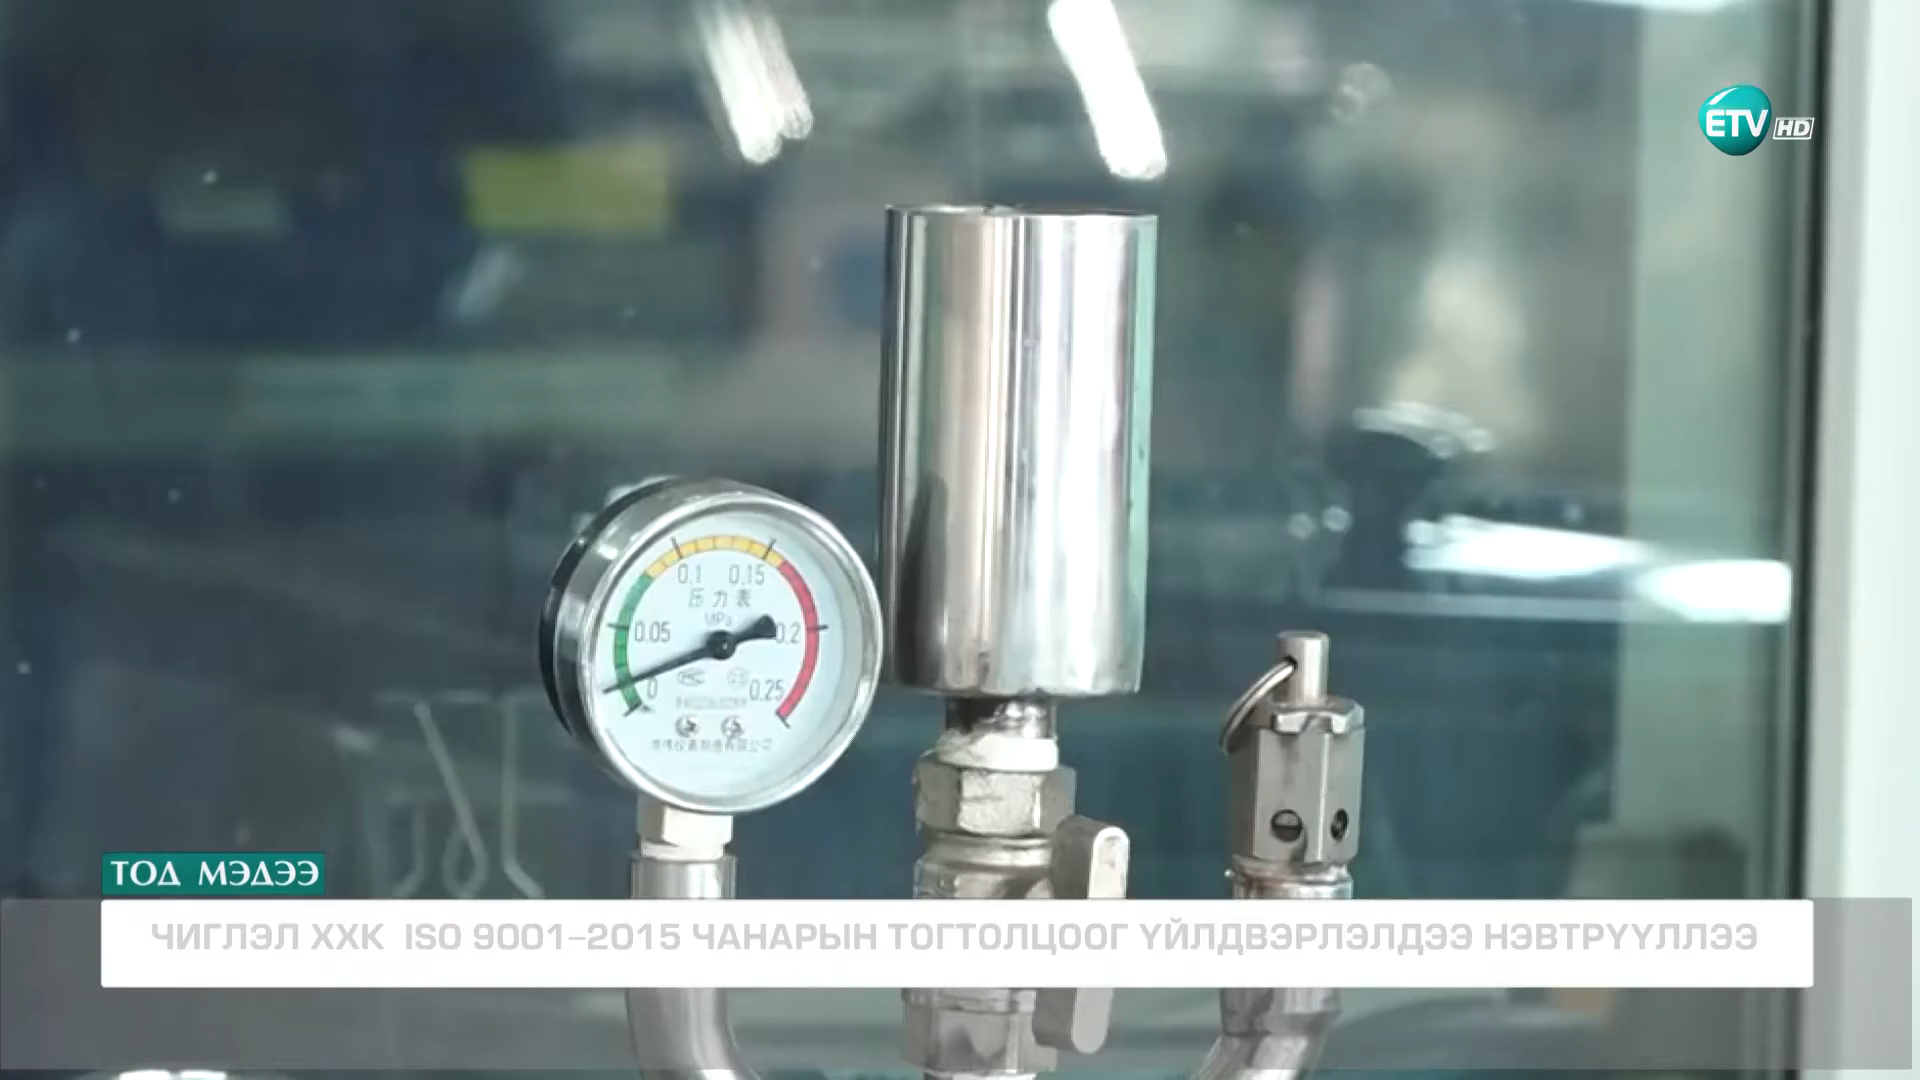 ETV HD
0.1 0.15
压力表
MPa
0.05 0.2
0 0.25
ТОД МЭДЭЭ
ЧИГЛЭЛ ХХК ISO 9001-2015 ЧАНАРЫН ТОГТОЛЦООГ ҮЙЛДВЭРЛЭЛДЭЭ НЭВТРҮҮЛЛЭЭ